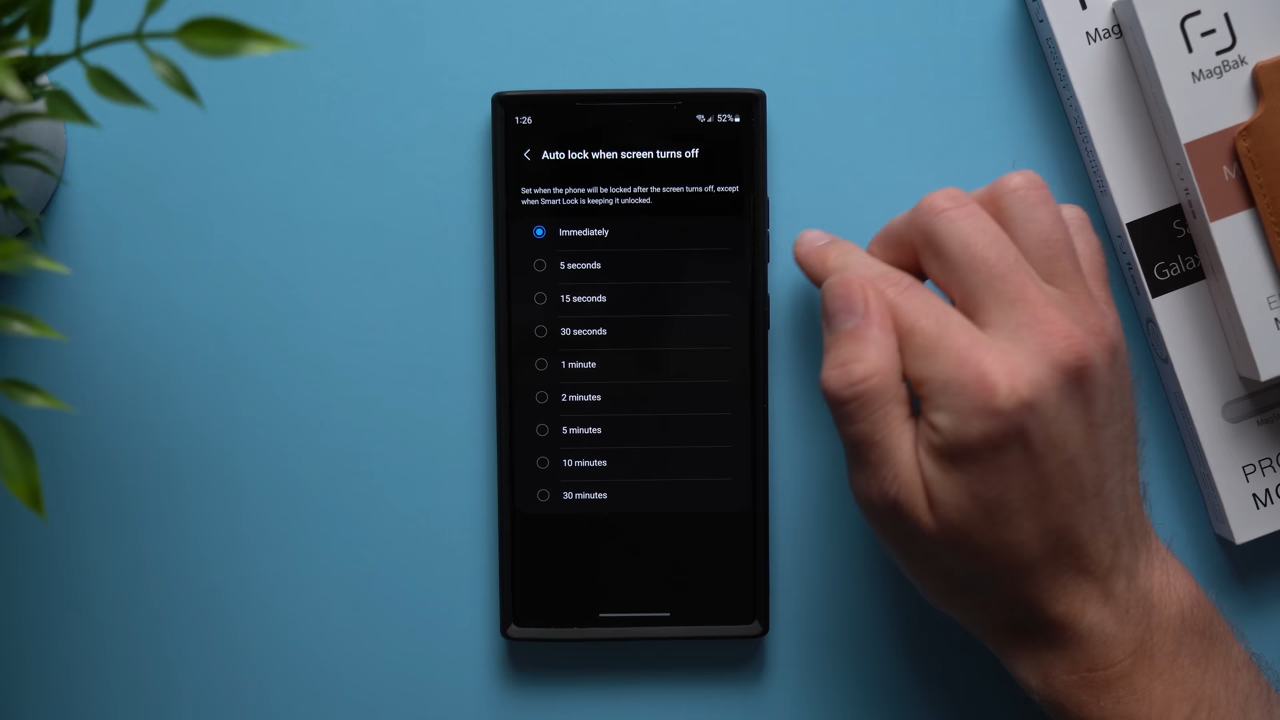 1:26
52%
Auto lock when screen turns off
Set when the phone will be locked after the screen turns off, except
when Smart Lock is keeping it unlocked.
Immediately
5 seconds
15 seconds
30 seconds
1 minute
2 minutes
5 minutes
10 minutes
30 minutes
Mag
MagBak